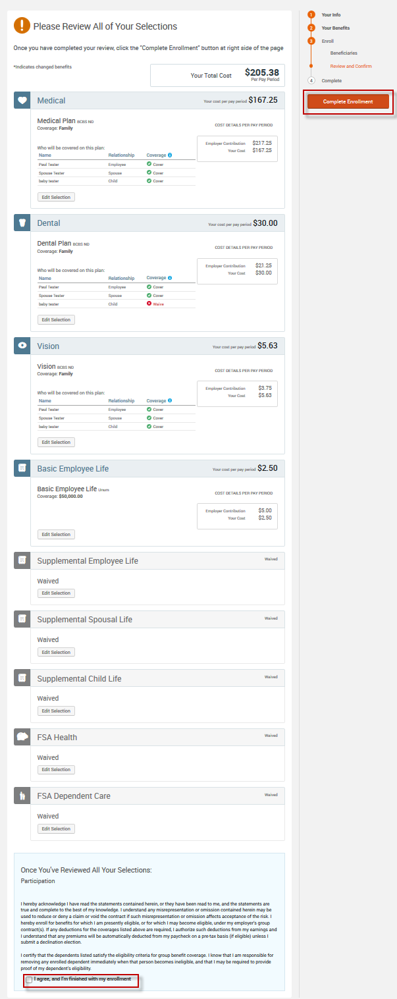 Please Review All of Your Selections
Once you have completed your review, click the "Complete Enrollment" button at right side of the page
*Indicates changed benefits
Your Total Cost $205.38
Per Pay Period
Medical Your cost per pay period $167.25
Medical Plan BCBS ND
Coverage: Family
COST DETAILS PER PAY PERIOD
Employer Contribution $217.25
Your Cost $167.25
Who will be covered on this plan:
Name Relationship Coverage
Paul Tester Employee Cover
Spouse Tester Spouse Cover
baby tester Child Cover
Edit Selection
Dental Your cost per pay period $30.00
Dental Plan BCBS ND
Coverage: Family
COST DETAILS PER PAY PERIOD
Employer Contribution $21.25
Your Cost $30.00
Who will be covered on this plan:
Name Relationship Coverage
Paul Tester Employee Cover
Spouse Tester Spouse Cover
baby tester Child Waive
Edit Selection
Vision Your cost per pay period $5.63
Vision BCBS ND
Coverage: Family
COST DETAILS PER PAY PERIOD
Employer Contribution $3.75
Your Cost $5.63
Who will be covered on this plan:
Name Relationship Coverage
Paul Tester Employee Cover
Spouse Tester Spouse Cover
baby tester Child Cover
Edit Selection
Basic Employee Life Your cost per pay period $2.50
Basic Employee Life Unum
Coverage: $50,000.00
COST DETAILS PER PAY PERIOD
Employer Contribution $5.00
Your Cost $2.50
Edit Selection
Supplemental Employee Life Waived
Waived
Edit Selection
Supplemental Spousal Life Waived
Waived
Edit Selection
Supplemental Child Life Waived
Waived
Edit Selection
FSA Health Waived
Waived
Edit Selection
FSA Dependent Care Waived
Waived
Edit Selection
Once You've Reviewed All Your Selections:
Participation
I hereby acknowledge I have read the statements contained herein, or they have been read to me, and the statements are
true and complete to the best of my knowledge. I understand any misrepresentation or omission contained herein may be
used to reduce or deny a claim or void the contract if such misrepresentation or omission affects acceptance of the risk. I
hereby enroll for benefits for which I am presently eligible, or for which I may become eligible, under my employer's group
contract(s). If any deductions for the coverages listed above are required, I authorize such deductions from my earnings and
I understand that any premiums will be automatically deducted from my paycheck on a pre-tax basis (if eligible) unless I
submit a declination election.
I certify that the dependents listed satisfy the eligibility criteria for group benefit coverage. I know that I am responsible for
removing any enrolled dependent immediately when that person becomes ineligible, and that I may be required to provide
proof of my dependent's eligibility.
I agree, and I'm finished with my enrollment
1 Your Info
2 Your Benefits
3 Enroll
Beneficiaries
Review and Confirm
4 Complete
Complete Enrollment